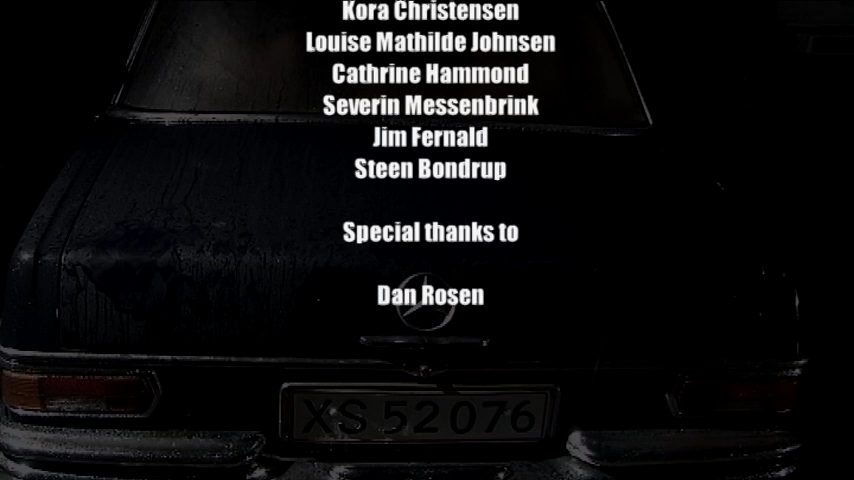 Kora Christensen
Louise Mathilde Johnsen
Cathrine Hammond
Severin Messenbrink
Jim Fernald
Steen Bondrup
Special thanks to
Dan Rosen
XS 52 076